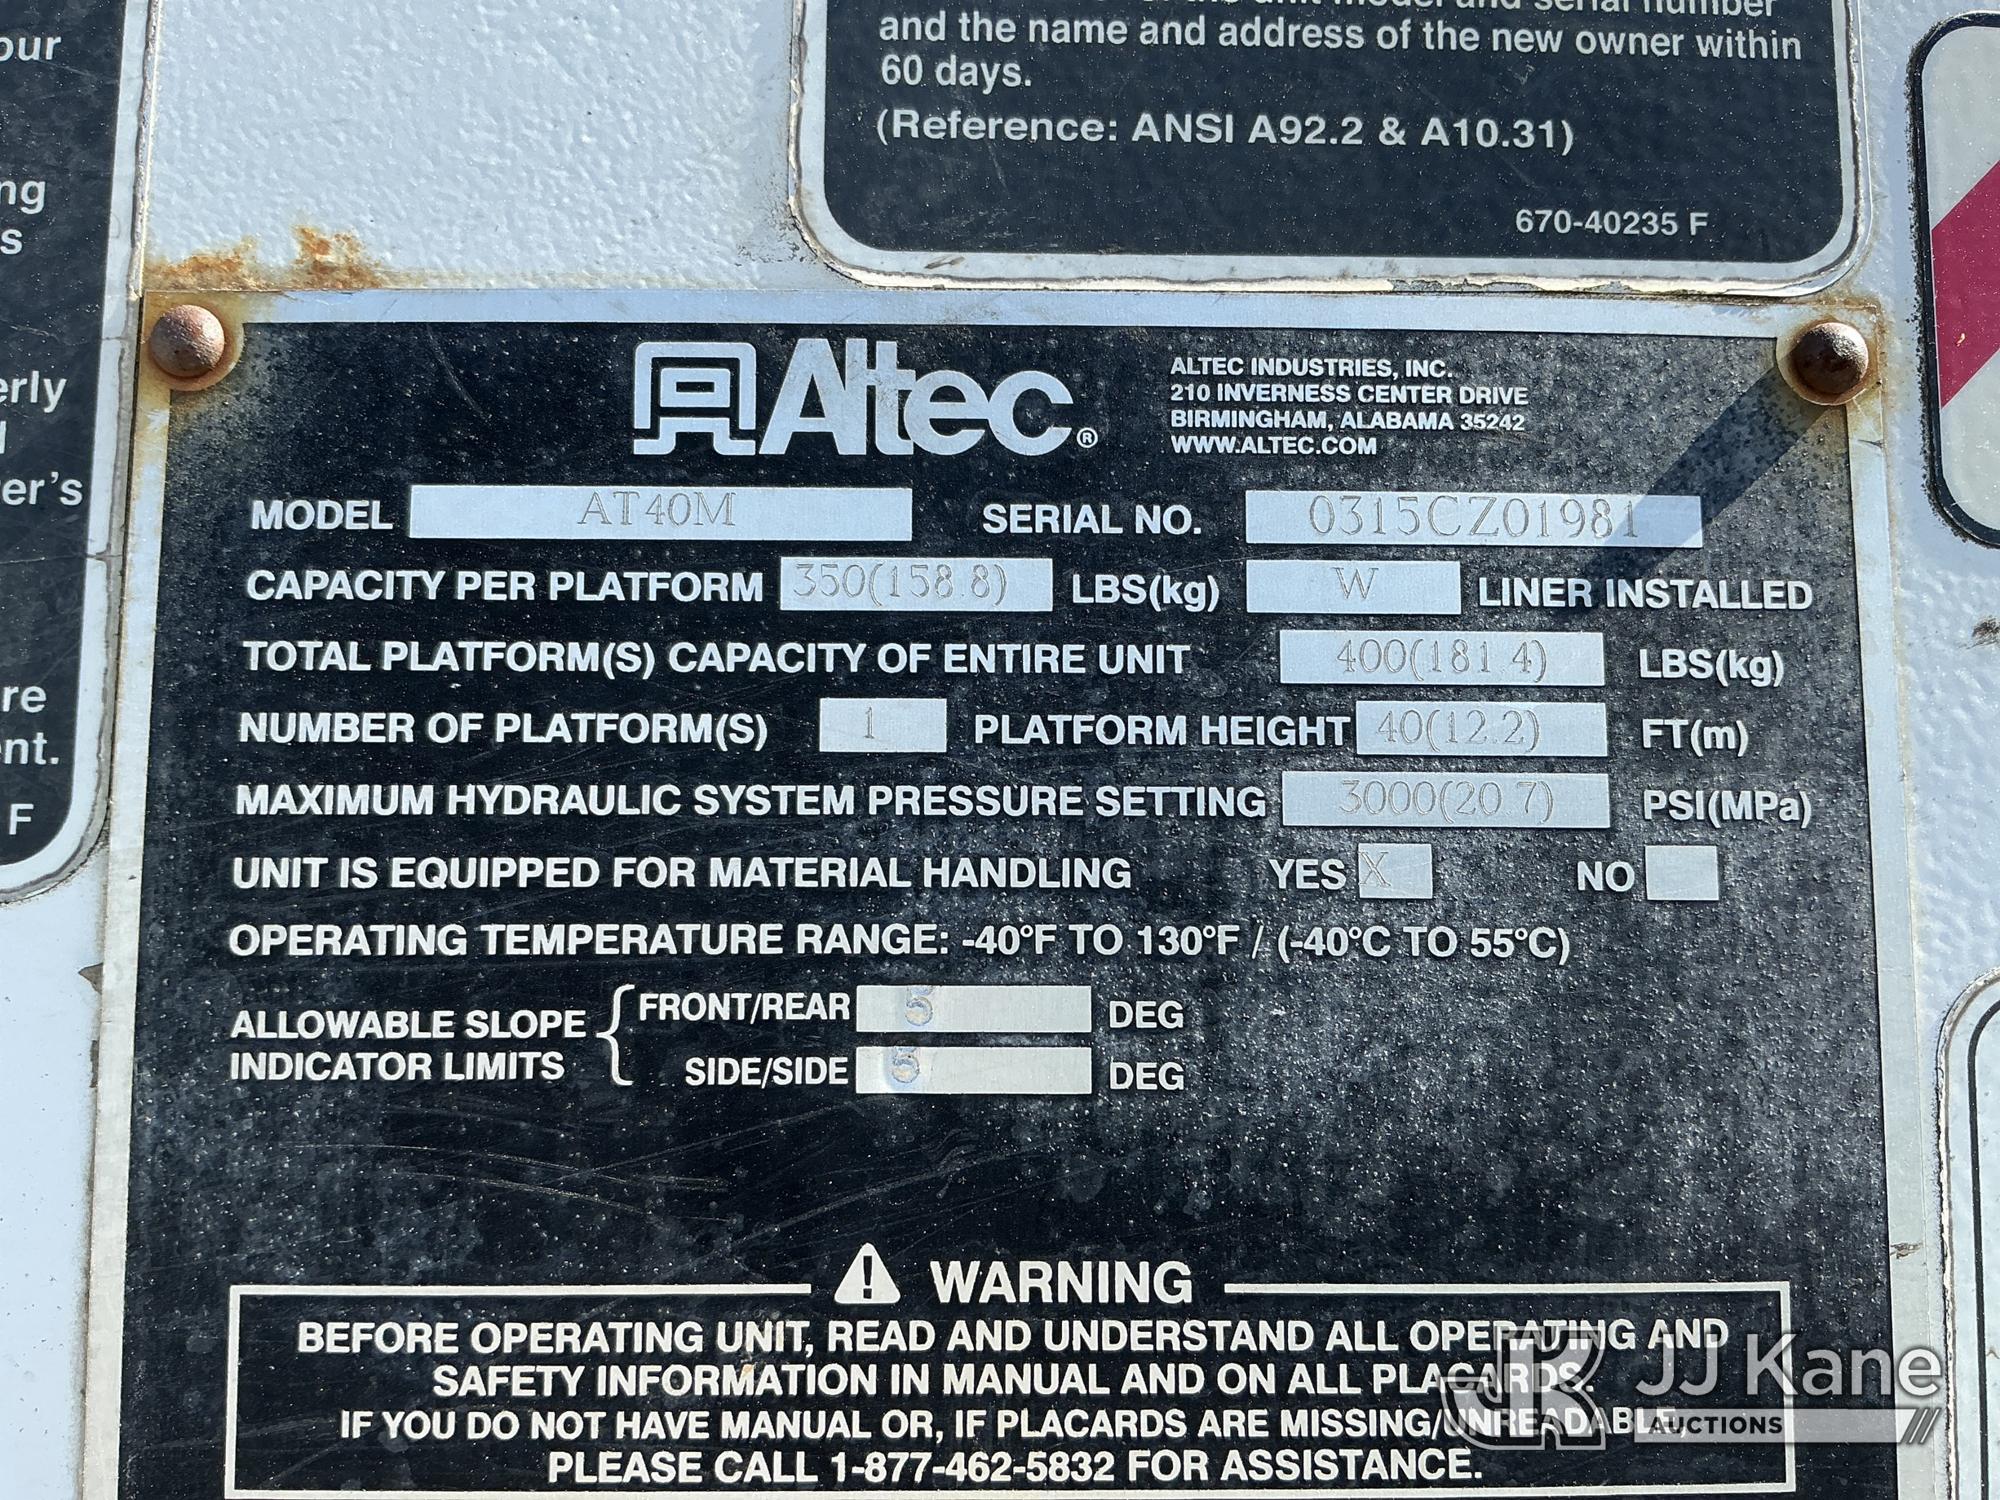 our
ng
s
erly
er's
re
ent.
F
and the name and address of the new owner within
60 days.
(Reference: ANSI A92.2 & A10.31)
670-40235 F
Altec®
ALTEC INDUSTRIES, INC.
210 INVERNESS CENTER DRIVE
BIRMINGHAM, ALABAMA 35242
WWW.ALTEC.COM
MODEL AT40M SERIAL NO. 0315CZ01981
CAPACITY PER PLATFORM 350(158.8) LBS(kg) W LINER INSTALLED
TOTAL PLATFORM(S) CAPACITY OF ENTIRE UNIT 400(181.4) LBS(kg)
NUMBER OF PLATFORM(S) 1 PLATFORM HEIGHT 40(12.2) FT(m)
MAXIMUM HYDRAULIC SYSTEM PRESSURE SETTING 3000(20.7) PSI(MPa)
UNIT IS EQUIPPED FOR MATERIAL HANDLING YES X NO
OPERATING TEMPERATURE RANGE: -40°F TO 130°F / (-40°C TO 55°C)
ALLOWABLE SLOPE INDICATOR LIMITS
FRONT/REAR 5 DEG
SIDE/SIDE 5 DEG
WARNING
BEFORE OPERATING UNIT, READ AND UNDERSTAND ALL OPERATING AND
SAFETY INFORMATION IN MANUAL AND ON ALL PLACARDS.
IF YOU DO NOT HAVE MANUAL OR, IF PLACARDS ARE MISSING/UNREADABLE,
PLEASE CALL 1-877-462-5832 FOR ASSISTANCE.
JJ Kane
AUCTIONS